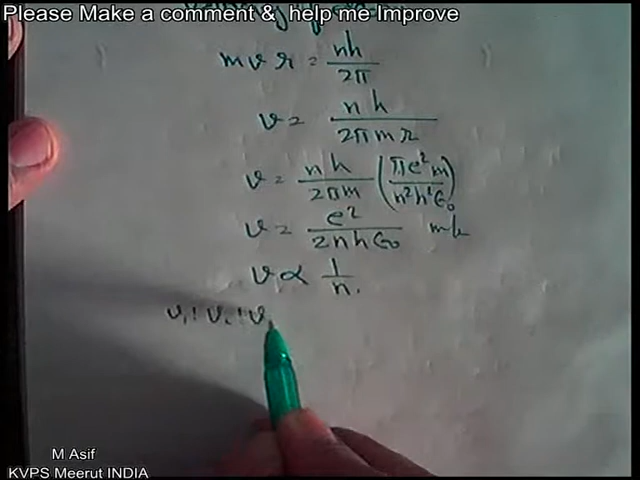 Please Make a comment & help me Improve
mvr = nh/2π
v = nh/2πmr
v = nh/2πm (πe²m/n²h²ε₀)
v = e²/2nhε₀ m/s
v ∝ 1/n.
v₁ : v₂ : v
M Asif
KVPS Meerut INDIA